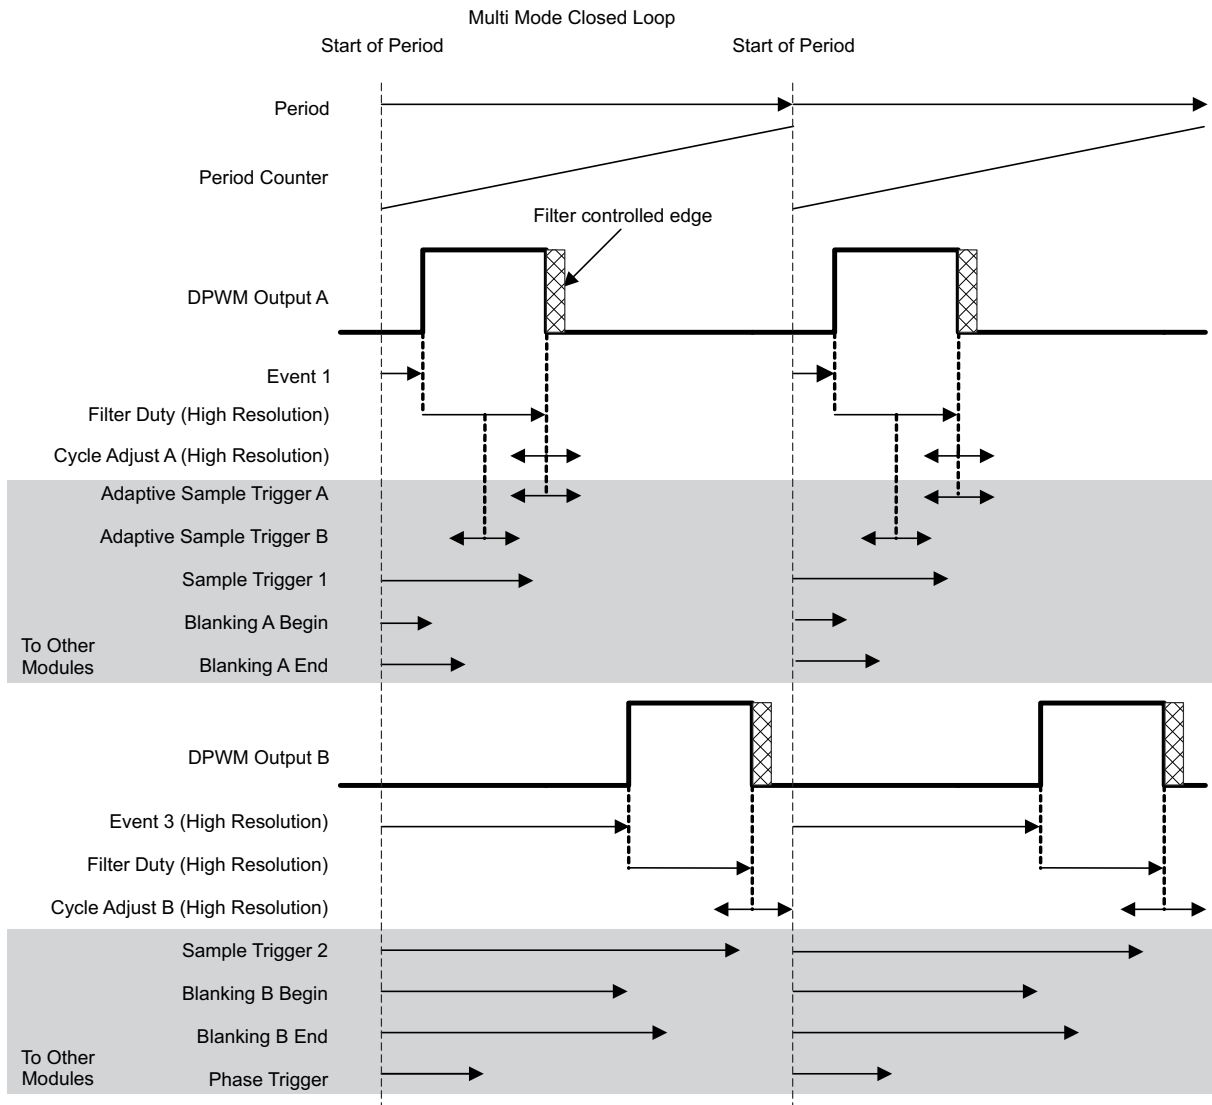 Multi Mode Closed Loop
Start of Period
Start of Period
Period
Period Counter
Filter controlled edge
DPWM Output A
Event 1
Filter Duty (High Resolution)
Cycle Adjust A (High Resolution)
Adaptive Sample Trigger A
Adaptive Sample Trigger B
Sample Trigger 1
Blanking A Begin
To Other
Modules
Blanking A End
DPWM Output B
Event 3 (High Resolution)
Filter Duty (High Resolution)
Cycle Adjust B (High Resolution)
Sample Trigger 2
Blanking B Begin
Blanking B End
To Other
Modules
Phase Trigger